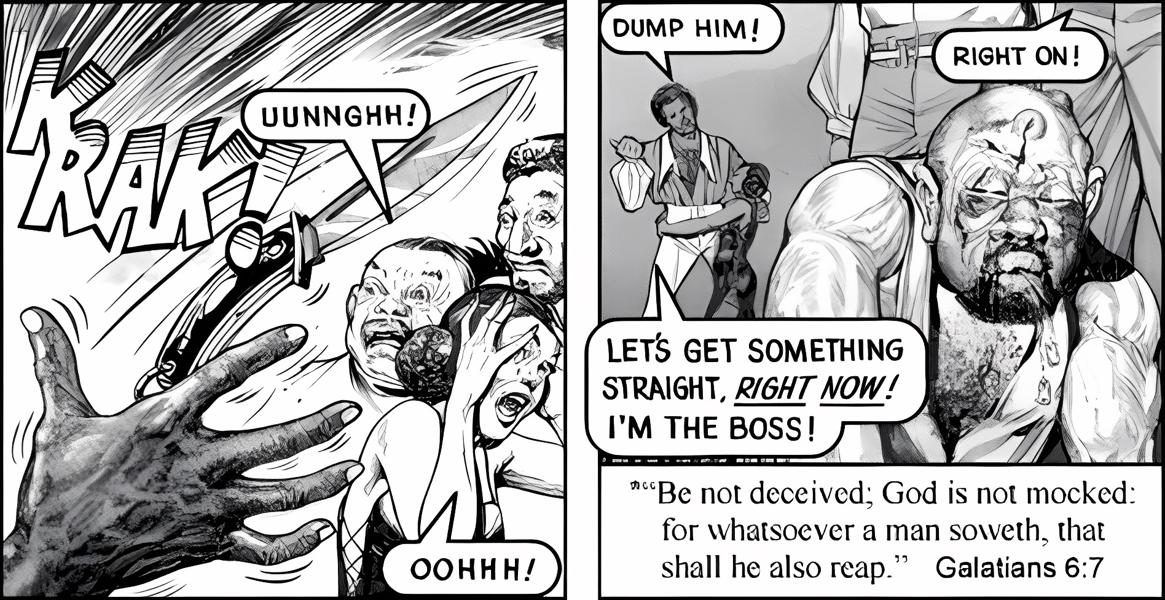 KRAK!
UUNNGHH!
OOHHH!
DUMP HIM!
RIGHT ON!
LET'S GET SOMETHING
STRAIGHT, RIGHT NOW!
I'M THE BOSS!
"Be not deceived; God is not mocked:
for whatsoever a man soweth, that
shall he also reap." Galatians 6:7